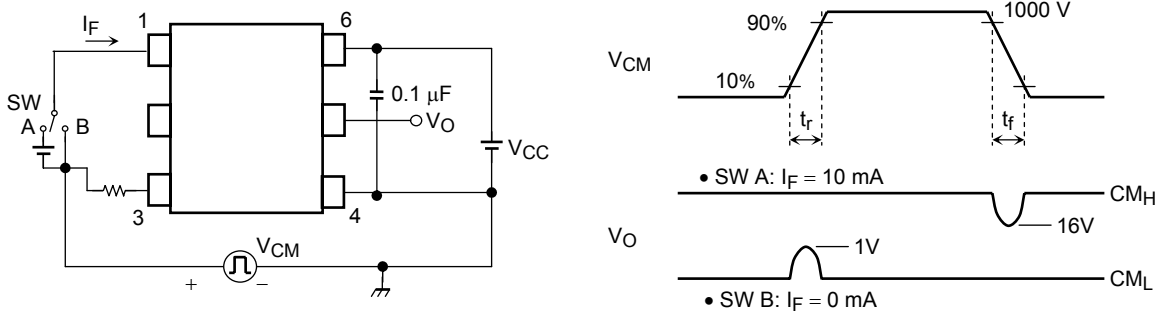 1
6
I_F
SW
A
B
0.1 μF
V_O
V_CC
3
4
V_CM
+
−
1000 V
90%
V_CM
10%
t_r
t_f
• SW A: I_F = 10 mA
CM_H
16V
V_O
1V
CM_L
• SW B: I_F = 0 mA